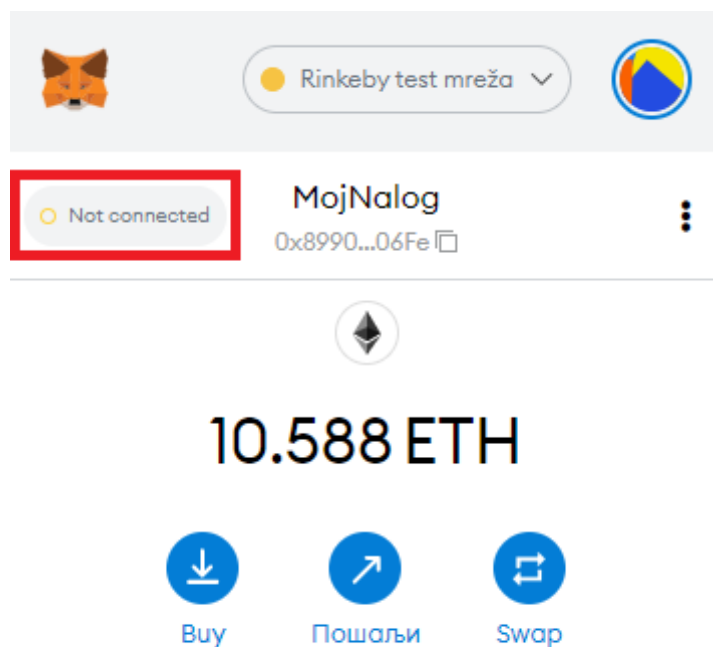 Rinkeby test mreža
Not connected
MojNalog
0x8990...06Fe
10.588 ETH
Buy
Пошаљи
Swap